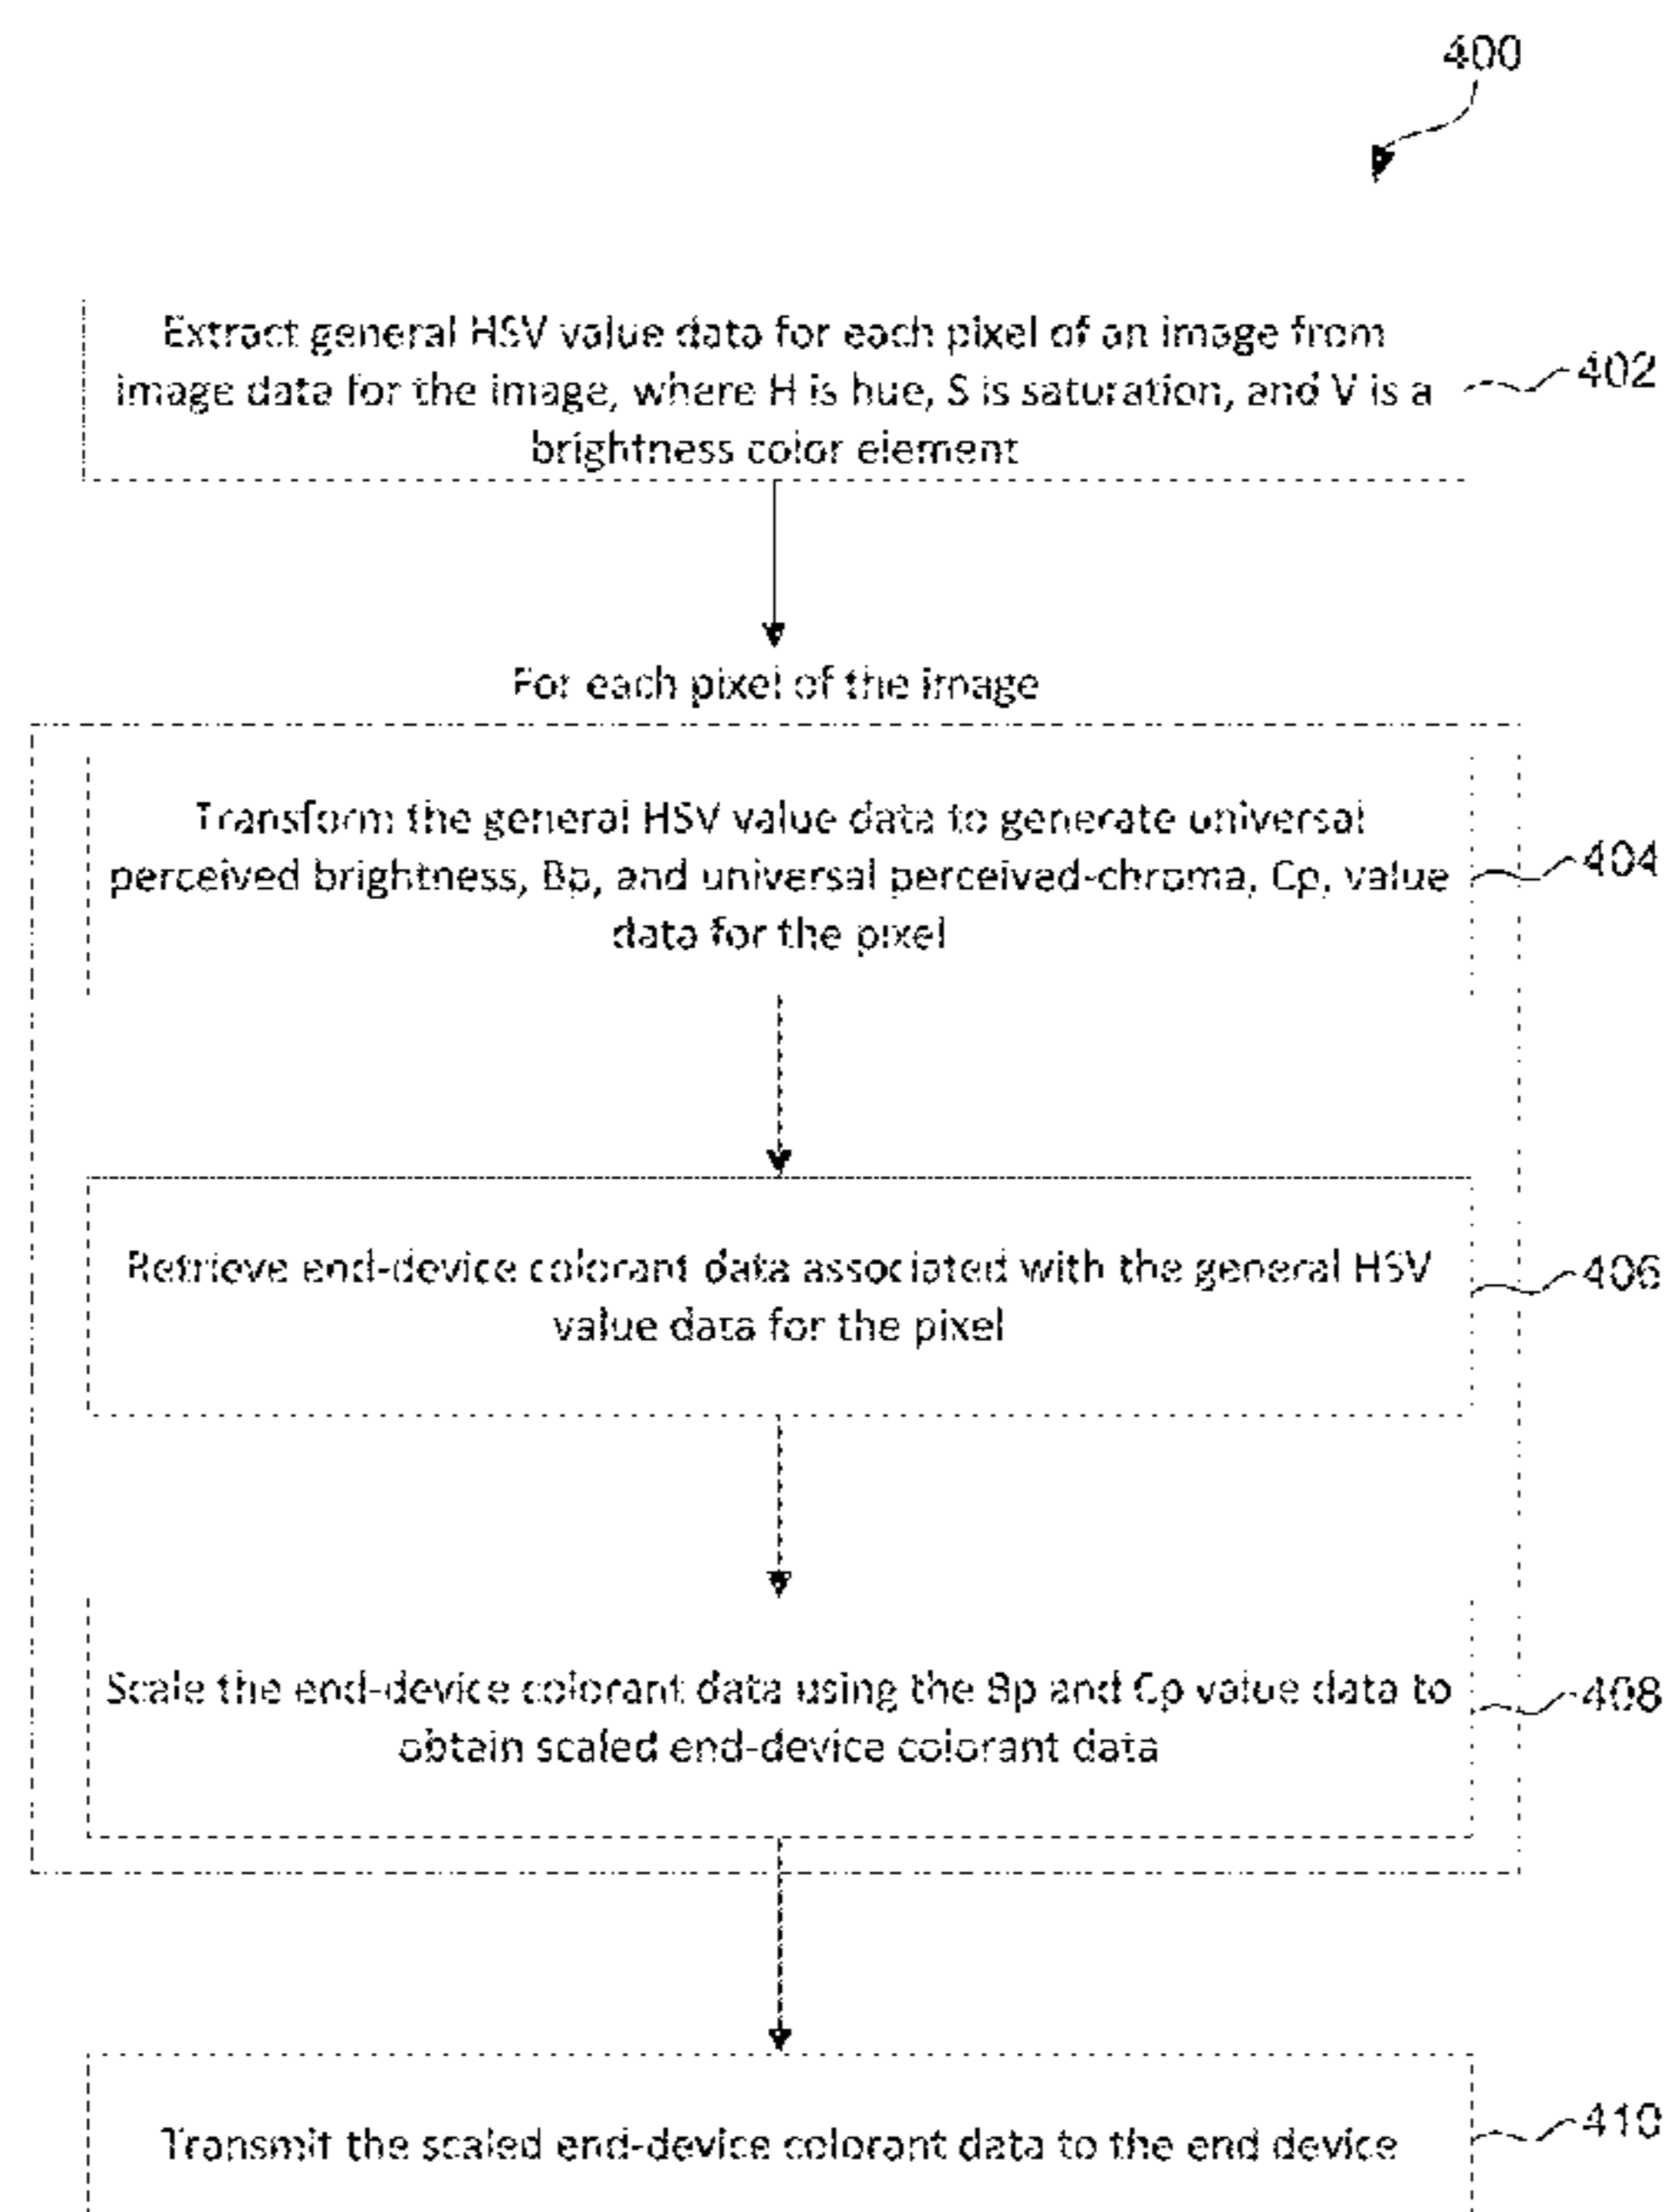 400
Extract general HSV value data for each pixel of an image from
image data for the image, where H is hue, S is saturation, and V is a
brightness color element
402
For each pixel of the image
Transform the general HSV value data to generate universal
perceived brightness, Bp, and universal perceived-chroma, Cp, value
data for the pixel
404
Retrieve end-device colorant data associated with the general HSV
value data for the pixel
406
Scale the end-device colorant data using the Bp and Cp value data to
obtain scaled end-device colorant data
408
Transmit the scaled end-device colorant data to the end device
410